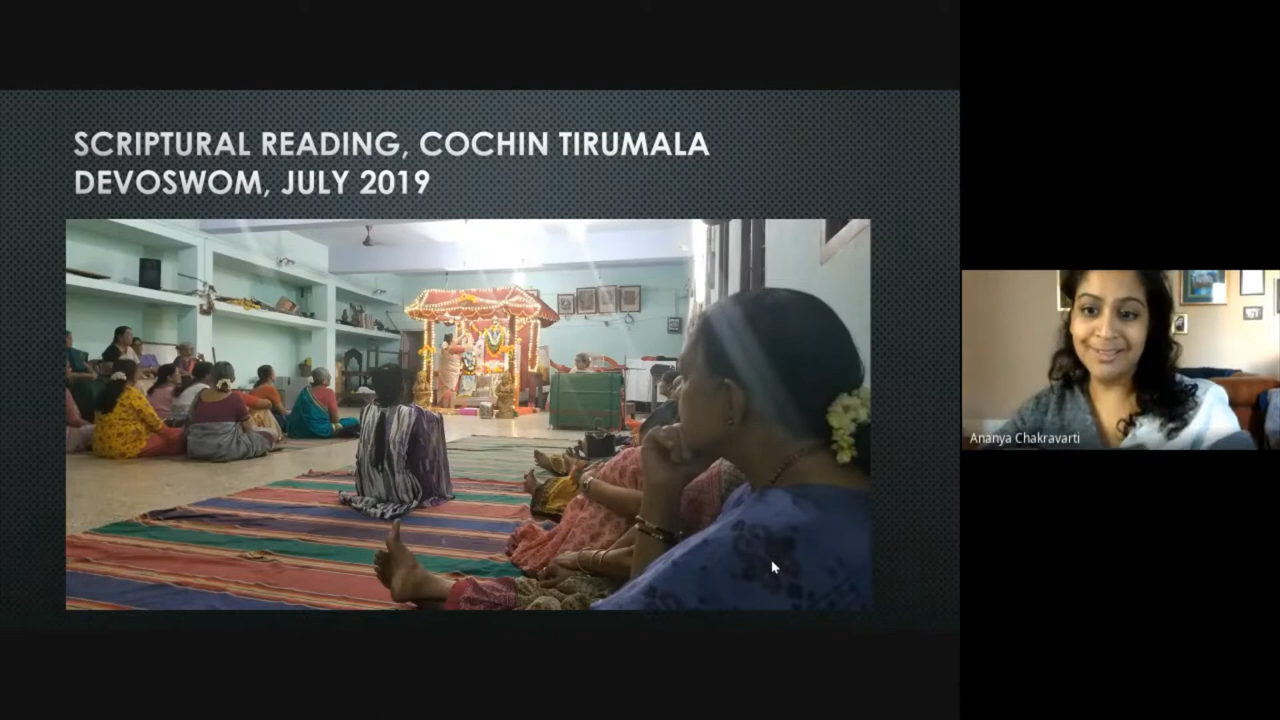 SCRIPTURAL READING, COCHIN TIRUMALA
DEVOSWOM, JULY 2019
Ananya Chakravarti